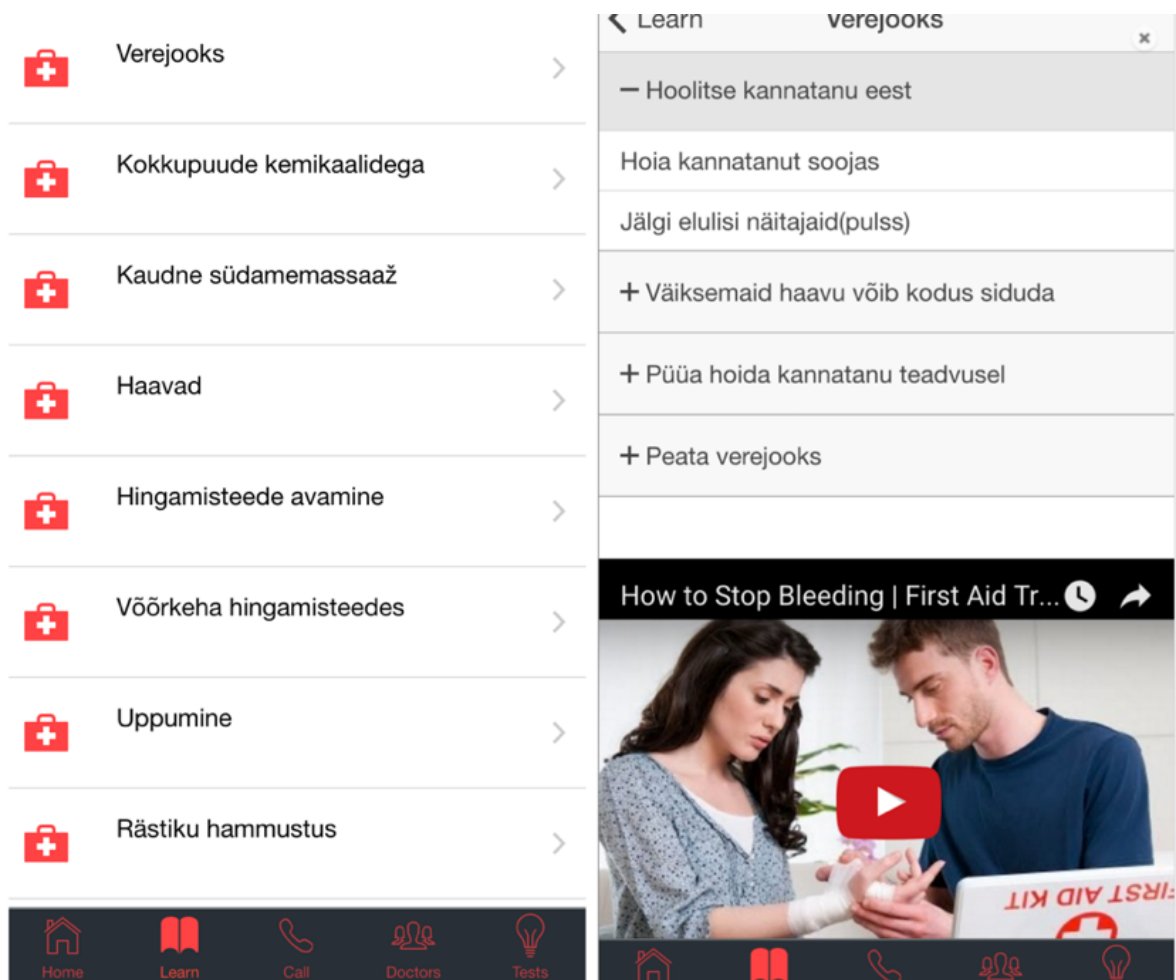 Verejooks
Kokkupuude kemikaalidega
Kaudne südamemassaaž
Haavad
Hingamisteede avamine
Võõrkeha hingamisteedes
Uppumine
Rästiku hammustus
Home Learn Call Doctors Tests
Learn Verejooks
− Hoolitse kannatanu eest
Hoia kannatanut soojas
Jälgi elulisi näitajaid(pulss)
+ Väiksemaid haavu võib kodus siduda
+ Püüa hoida kannatanu teadvusel
+ Peata verejooks
How to Stop Bleeding | First Aid Tr...
FIRST AID KIT